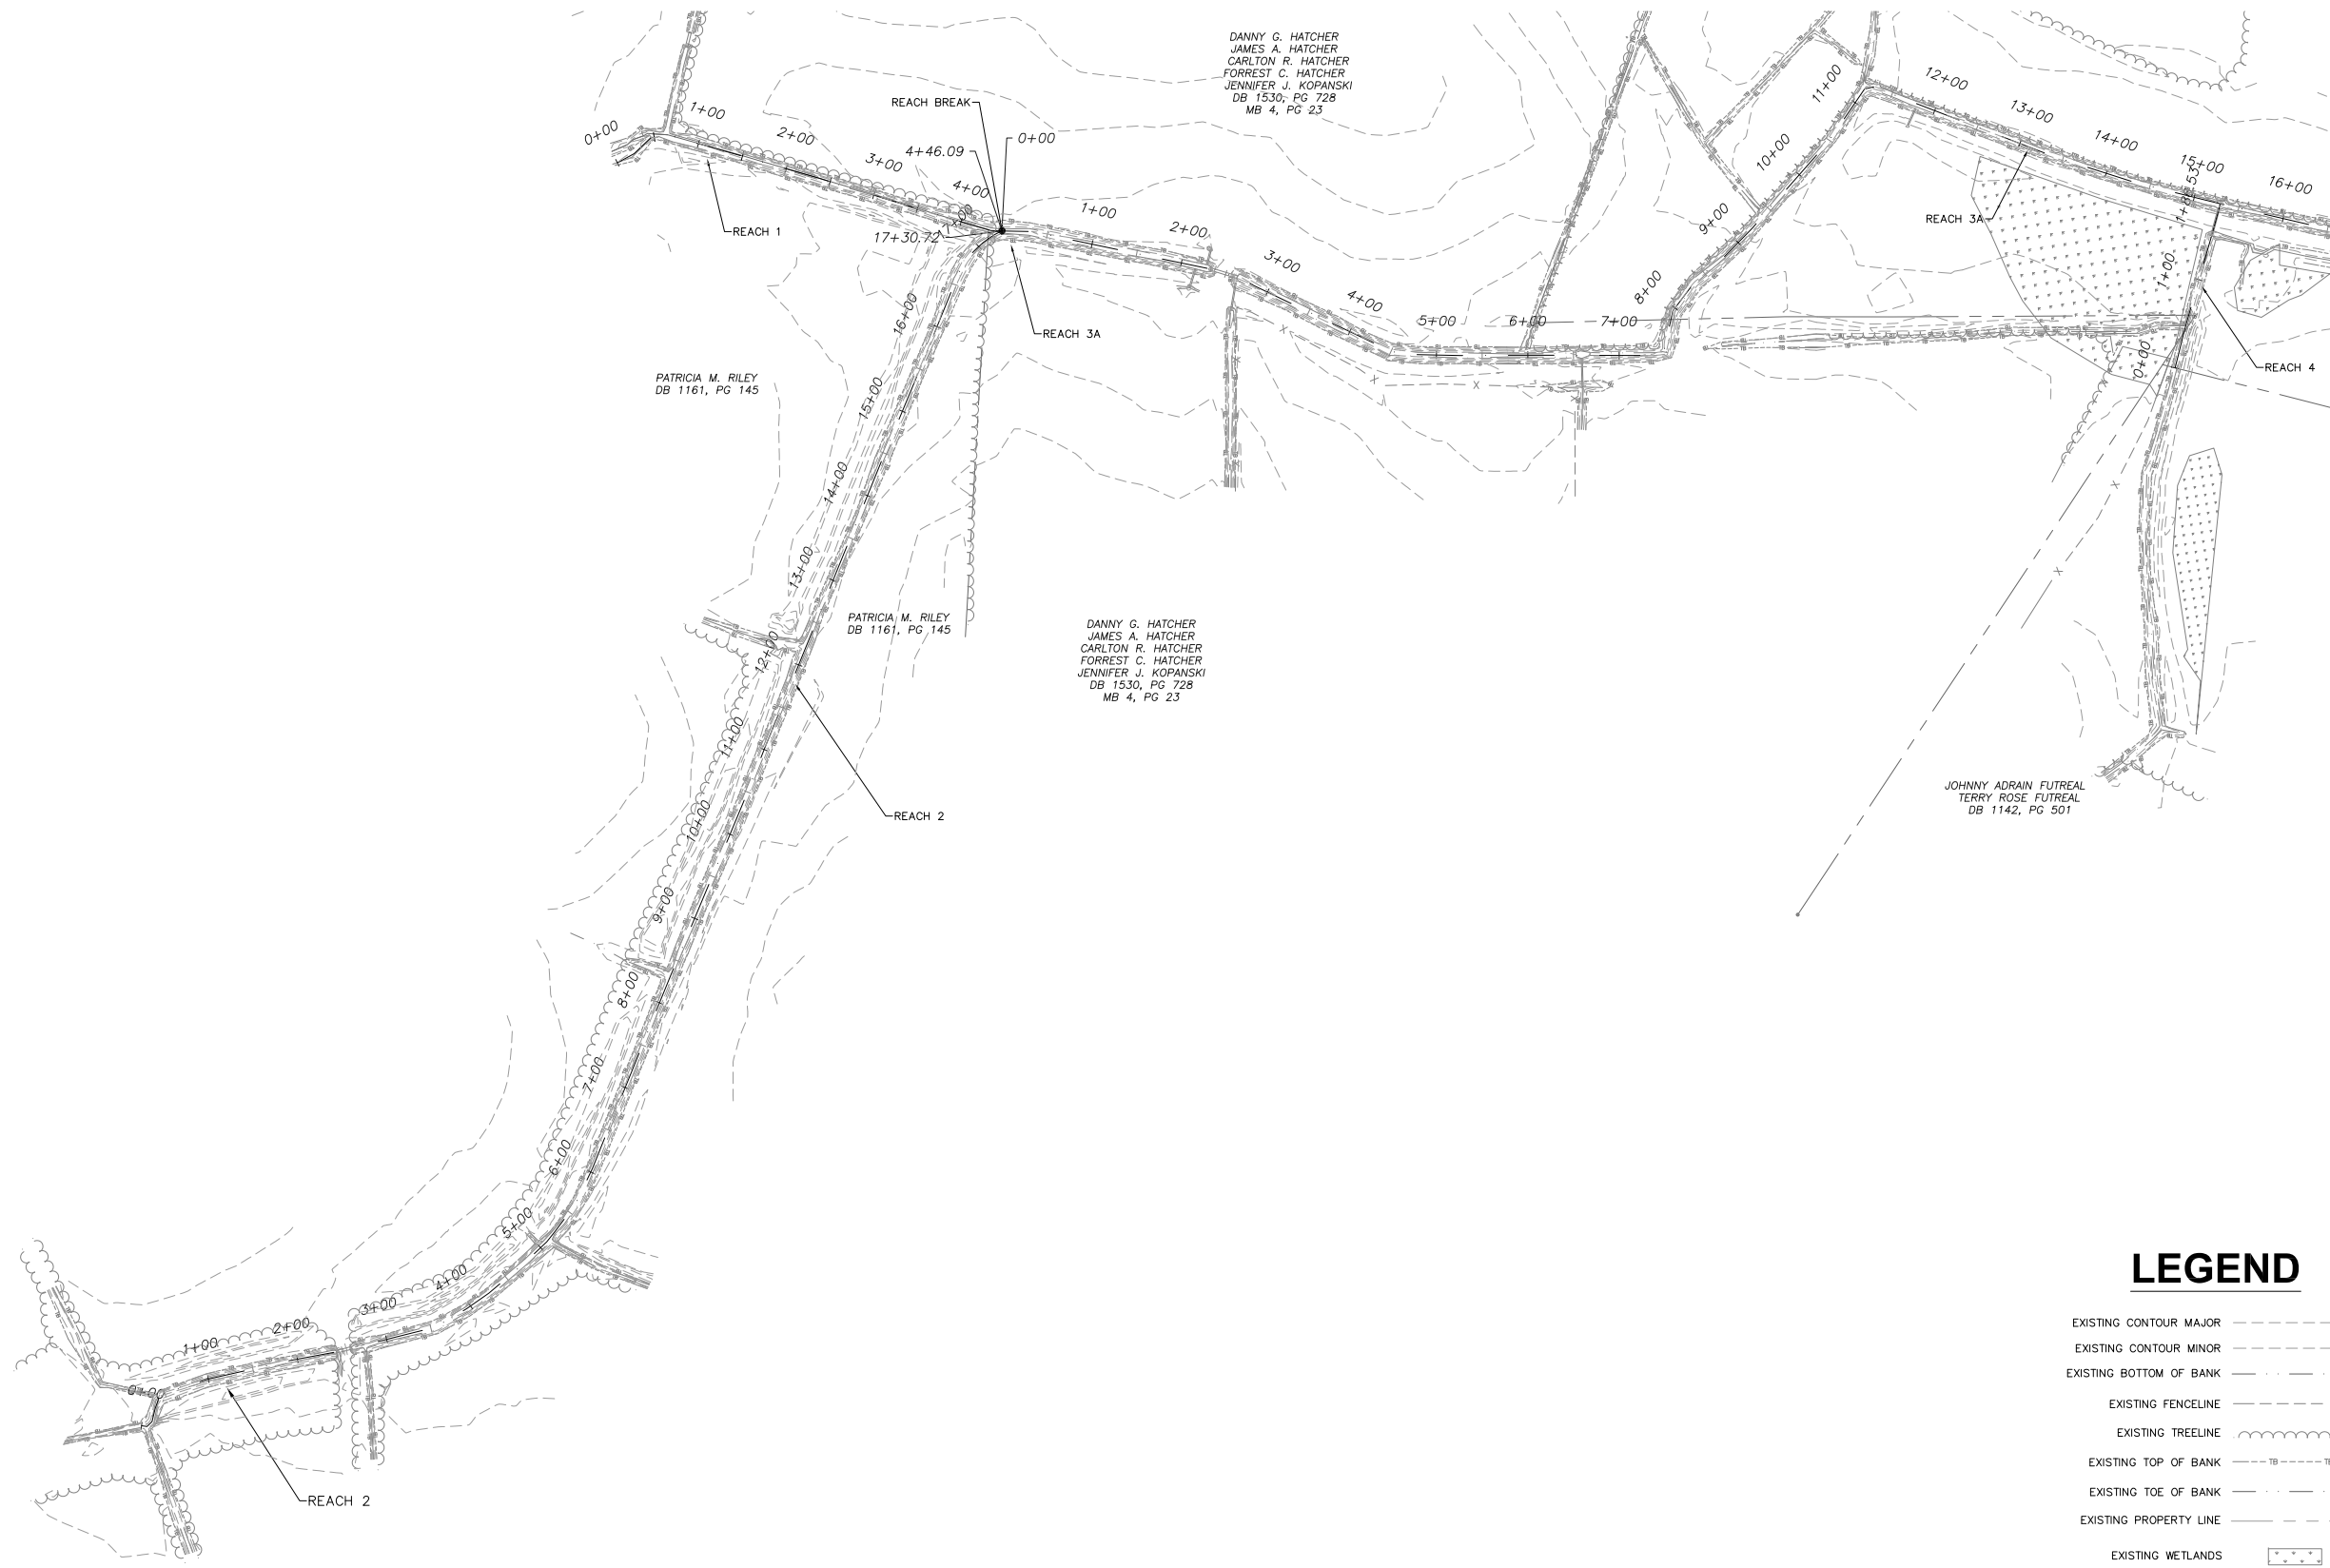 DANNY G. HATCHER
JAMES A. HATCHER
CARLTON R. HATCHER
FORREST C. HATCHER
JENNIFER J. KOPANSKI
DB 1530, PG 728
MB 4, PG 23
REACH BREAK
0+00
4+46.09
17+30.72
0+00
1+00
2+00
3+00
4+00
REACH 1
1+00
2+00
3+00
4+00
5+00
6+00
7+00
8+00
9+00
10+00
11+00
12+00
13+00
14+00
15+00
16+00
REACH 3A
REACH 3A
1+00
0+00
REACH 4
PATRICIA M. RILEY
DB 1161, PG 145
16+00
15+00
14+00
13+00
12+00
11+00
10+00
9+00
8+00
7+00
6+00
5+00
4+00
3+00
2+00
1+00
PATRICIA M. RILEY
DB 1161, PG 145
DANNY G. HATCHER
JAMES A. HATCHER
CARLTON R. HATCHER
FORREST C. HATCHER
JENNIFER J. KOPANSKI
DB 1530, PG 728
MB 4, PG 23
REACH 2
JOHNNY ADRAIN FUTREAL
TERRY ROSE FUTREAL
DB 1142, PG 501
REACH 2
LEGEND
EXISTING CONTOUR MAJOR
EXISTING CONTOUR MINOR
EXISTING BOTTOM OF BANK
EXISTING FENCELINE
EXISTING TREELINE
EXISTING TOP OF BANK
TB
EXISTING TOE OF BANK
EXISTING PROPERTY LINE
EXISTING WETLANDS